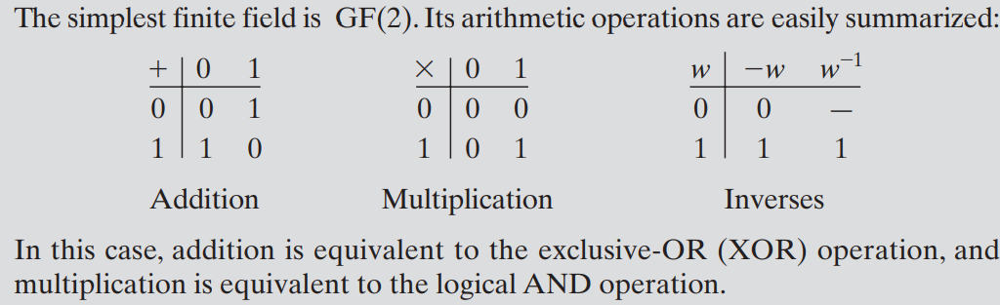 The simplest finite field is GF(2). Its arithmetic operations are easily summarized:
+ 0 1 × 0 1 w −w w⁻¹
0 0 1 0 0 0 0 0 —
1 1 0 1 0 1 1 1 1
Addition Multiplication Inverses
In this case, addition is equivalent to the exclusive-OR (XOR) operation, and
multiplication is equivalent to the logical AND operation.